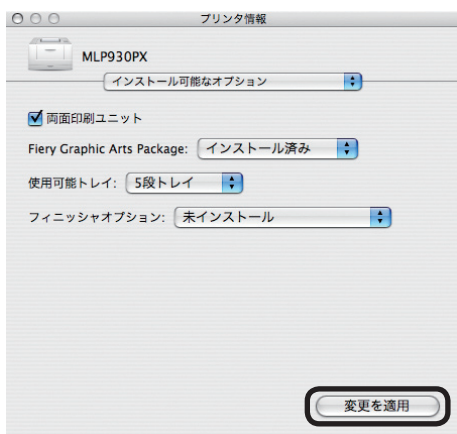 プリンタ情報
MLP930PX
インストール可能なオプション
両面印刷ユニット
Fiery Graphic Arts Package: インストール済み
使用可能トレイ: 5段トレイ
フィニッシャオプション: 未インストール
変更を適用